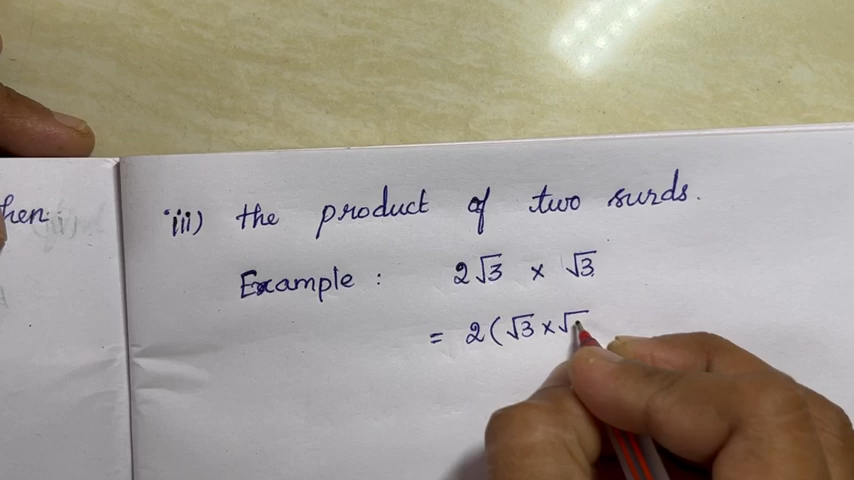 hen:
iii) the product of two surds.
Example : 2√3 × √3
= 2(√3 × √